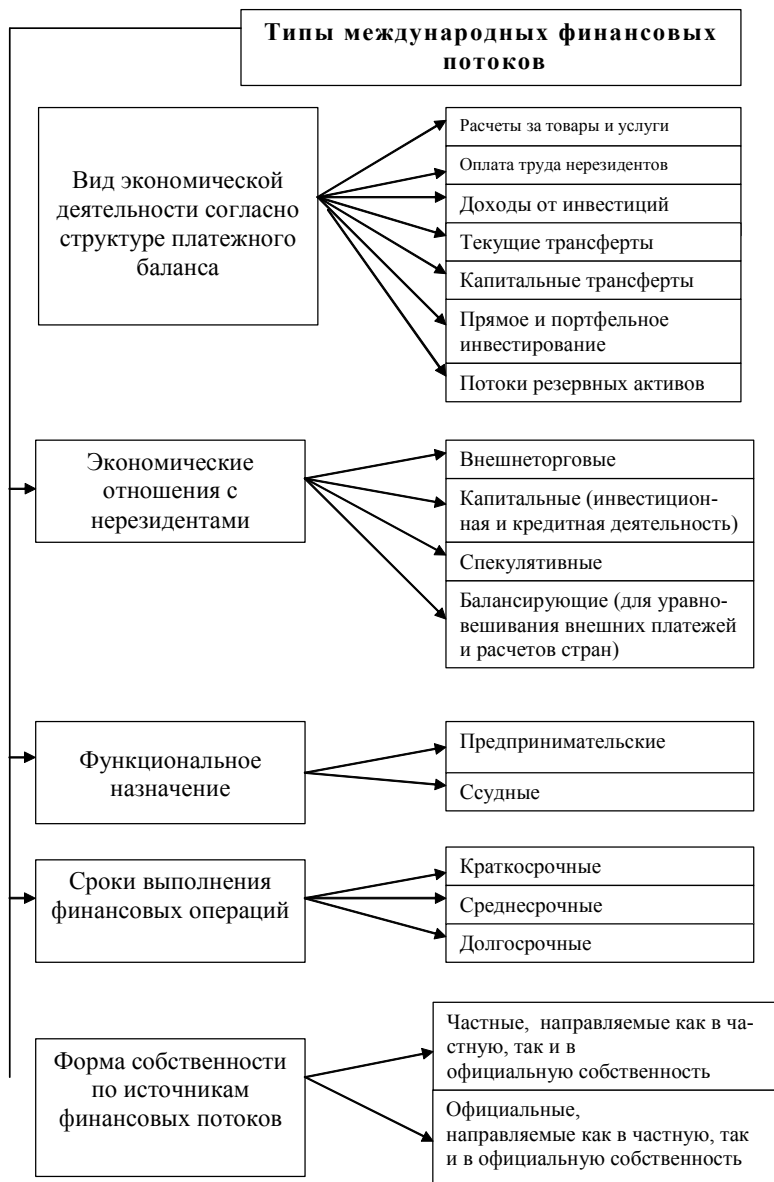 Типы международных финансовых
потоков
Вид экономической
деятельности согласно
структуре платежного
баланса
Расчеты за товары и услуги
Оплата труда нерезидентов
Доходы от инвестиций
Текущие трансферты
Капитальные трансферты
Прямое и портфельное
инвестирование
Потоки резервных активов
Экономические
отношения с
нерезидентами
Внешнеторговые
Капитальные (инвестицион-
ная и кредитная деятельность)
Спекулятивные
Балансирующие (для уравно-
вешивания внешних платежей
и расчетов стран)
Функциональное
назначение
Предпринимательские
Ссудные
Сроки выполнения
финансовых операций
Краткосрочные
Среднесрочные
Долгосрочные
Форма собственности
по источникам
финансовых потоков
Частные, направляемые как в ча-
стную, так и в
официальную собственность
Официальные,
направляемые как в частную, так
и в официальную собственность